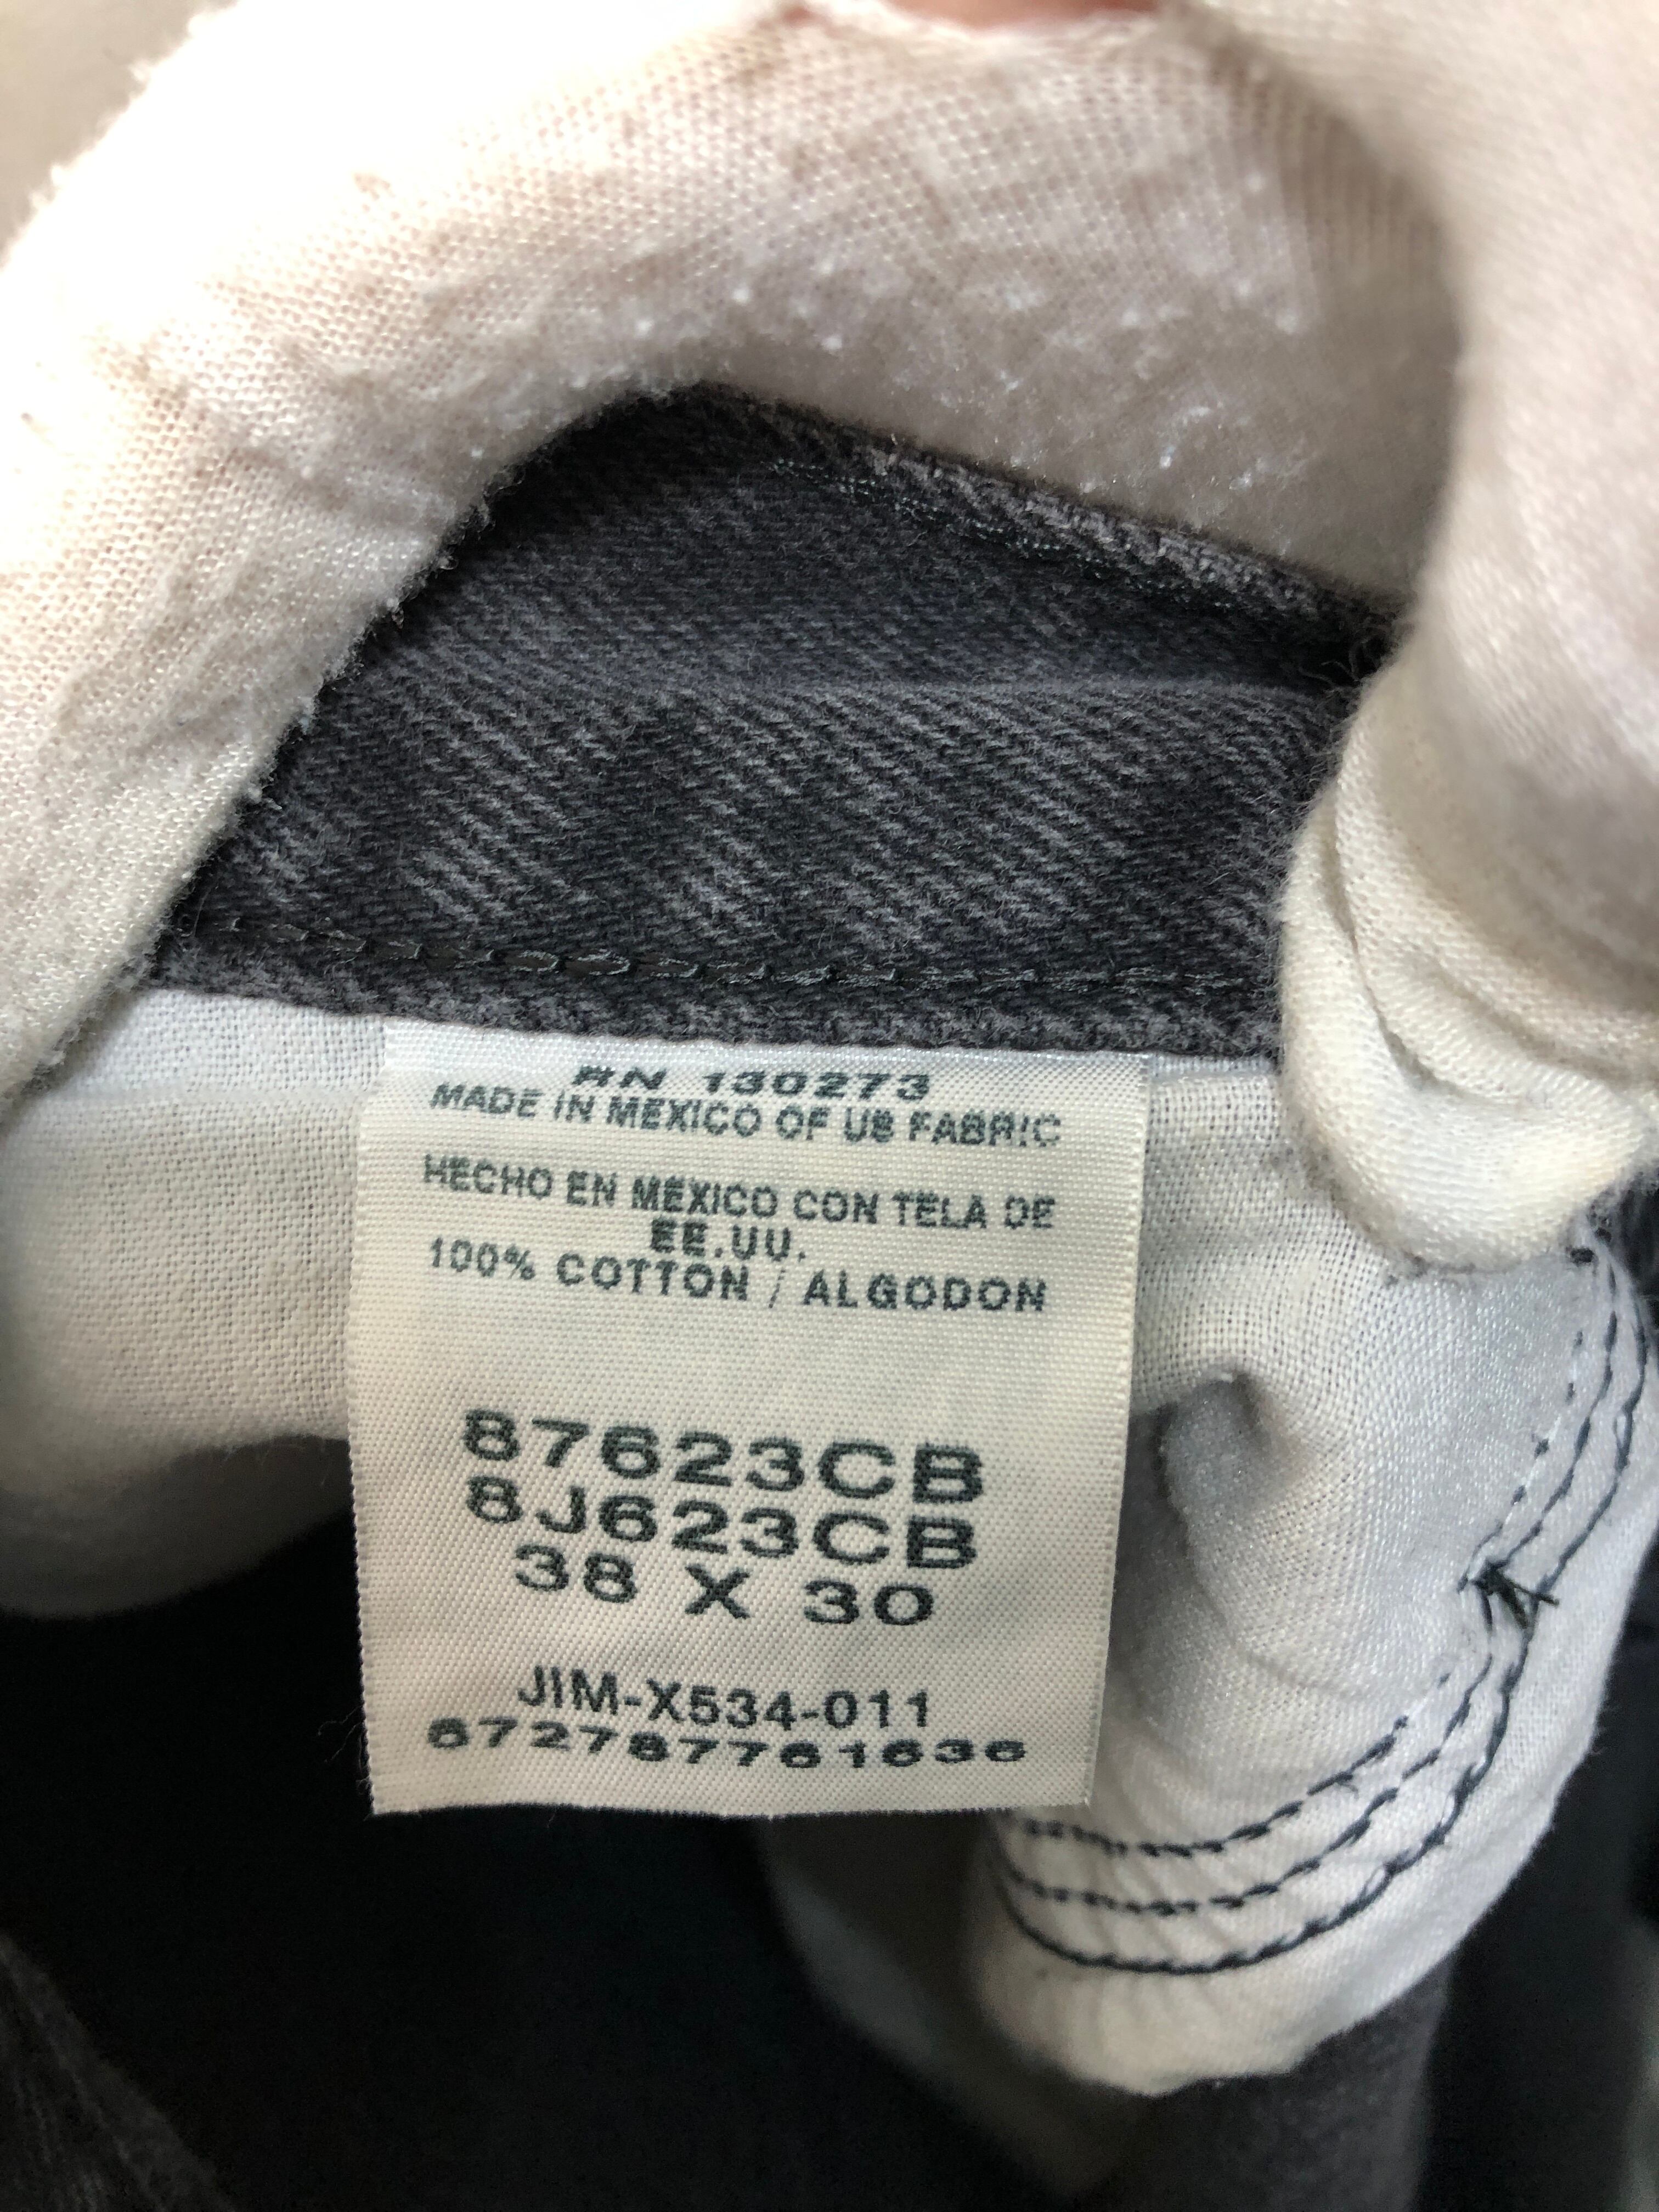 RN 130273
MADE IN MEXICO OF US FABRIC
HECHO EN MEXICO CON TELA DE
EE.UU.
100% COTTON / ALGODON
87623CB
8J623CB
38 X 30
JIM-X534-011
672787761636